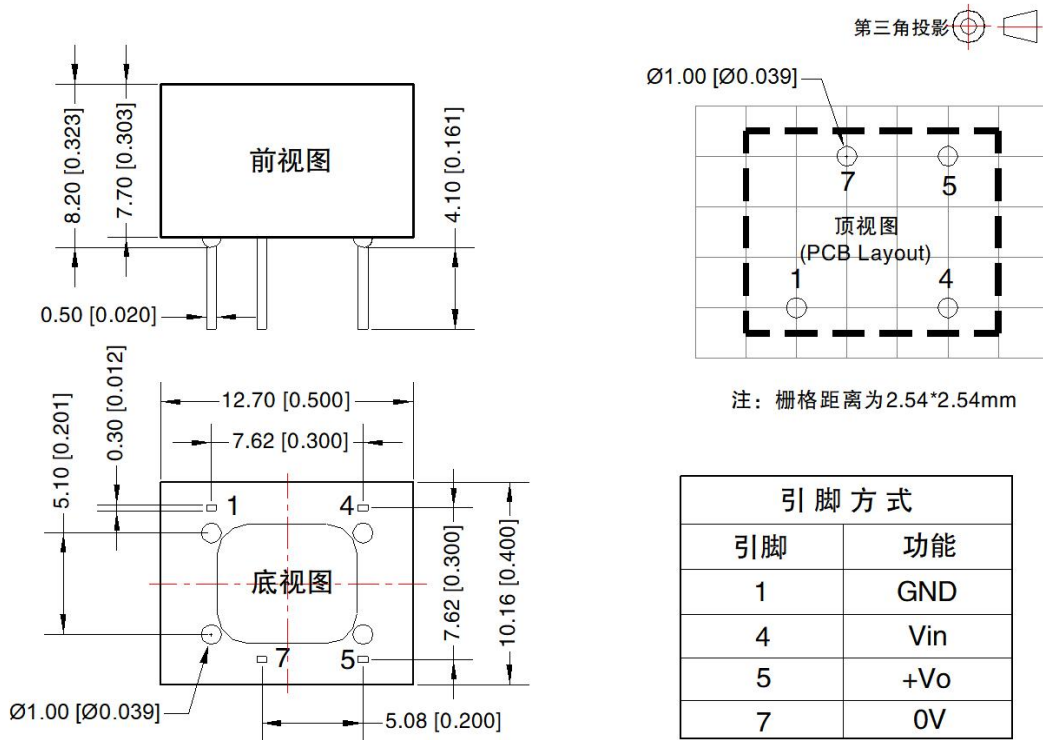 第三角投影
8.20 [0.323]
7.70 [0.303]
前视图
4.10 [0.161]
0.50 [0.020]
Ø1.00 [Ø0.039]
7
5
顶视图
(PCB Layout)
1
4
注：栅格距离为2.54*2.54mm
12.70 [0.500]
7.62 [0.300]
0.30 [0.012]
5.10 [0.201]
1
4
底视图
7
5
7.62 [0.300]
10.16 [0.400]
Ø1.00 [Ø0.039]
5.08 [0.200]
引脚方式
引脚 功能
1 GND
4 Vin
5 +Vo
7 0V